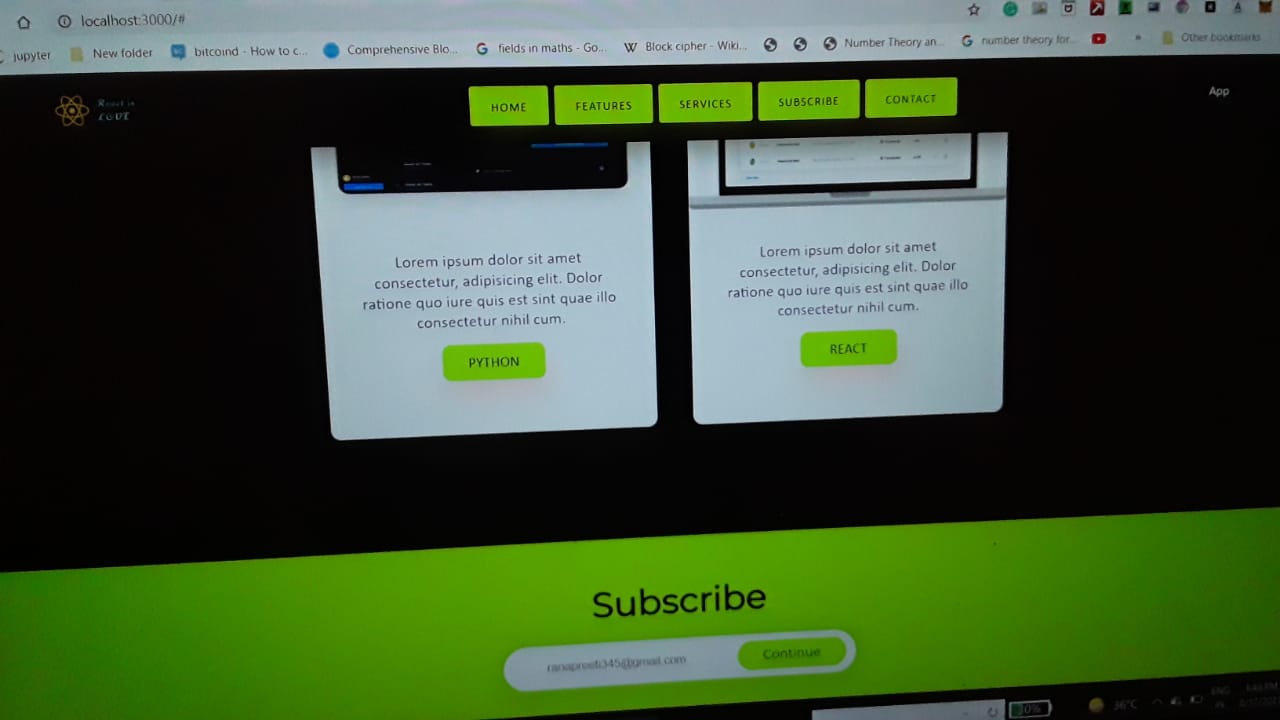 localhost:3000/#
jupyter New folder bitcoind - How to c... Comprehensive Blo... fields in maths - Go... Block cipher - Wiki... Number Theory an... number theory for... » Other bookmarks
React is
LOVE
HOME FEATURES SERVICES SUBSCRIBE CONTACT App
Lorem ipsum dolor sit amet
consectetur, adipisicing elit. Dolor
ratione quo iure quis est sint quae illo
consectetur nihil cum.
PYTHON
Lorem ipsum dolor sit amet
consectetur, adipisicing elit. Dolor
ratione quo iure quis est sint quae illo
consectetur nihil cum.
REACT
Subscribe
ranapreeti345@gmail.com Continue
0% 36°C ENG